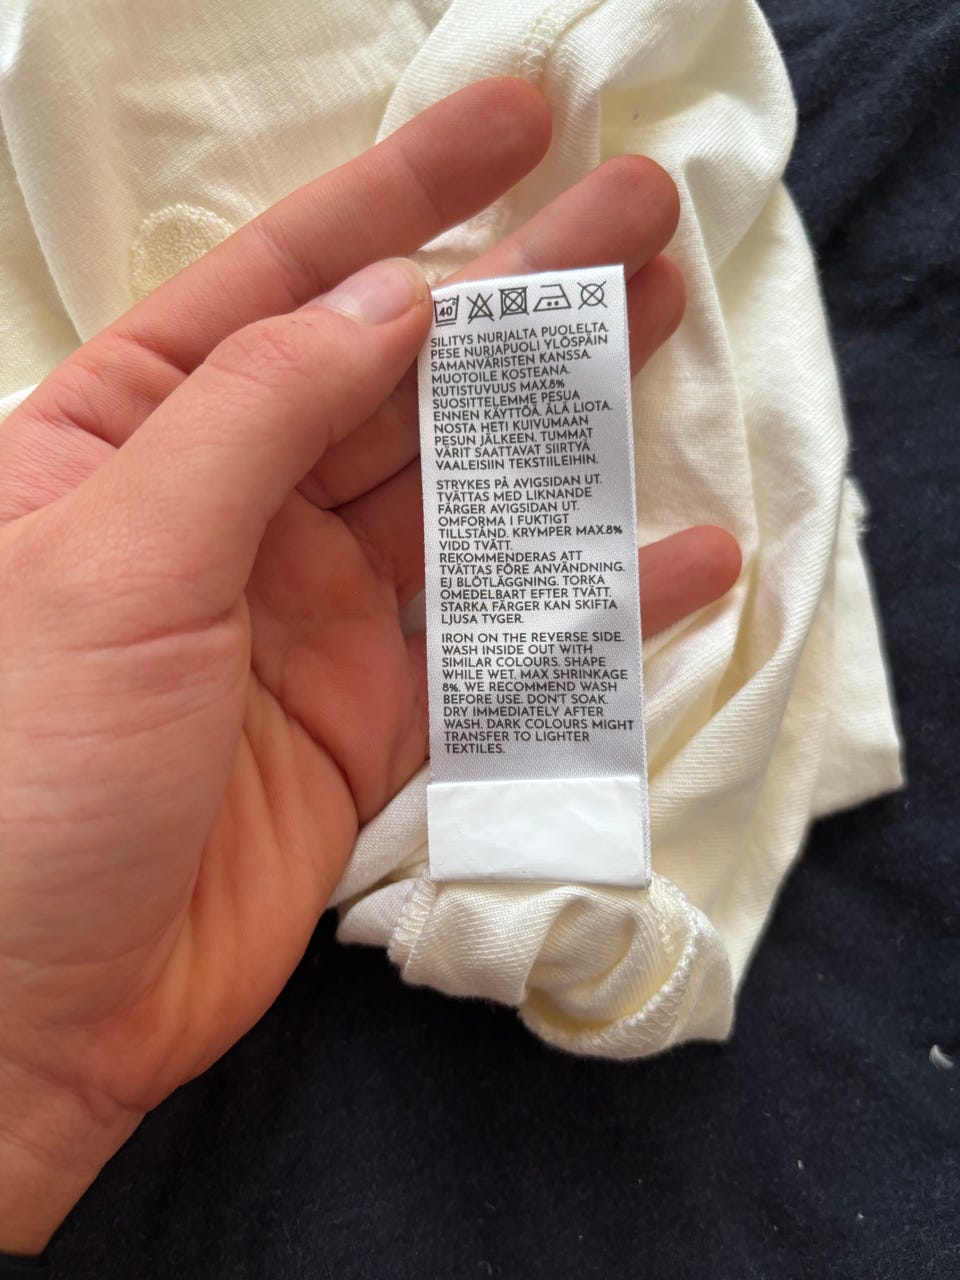 40°
SILITYS NURJALTA PUOLELTA.
PESE NURJAPUOLI YLÖSPÄIN
SAMANVÄRISTEN KANSSA.
MUOTOILE KOSTEANA.
KUTISTUVUUS MAX.8%
SUOSITTELEMME PESUA
ENNEN KÄYTTÖÄ. ÄLÄ LIOTA.
NOSTA HETI KUIVUMAAN
PESUN JÄLKEEN. TUMMAT
VÄRIT SAATTAVAT SIIRTYÄ
VAALEISIIN TEKSTIILEIHIN.
STRYKES PÅ AVIGSIDAN UT.
TVÄTTAS MED LIKNANDE
FÄRGER AVIGSIDAN UT.
OMFORMA I FUKTIGT
TILLSTÅND. KRYMPER MAX.8%
VIDD TVÄTT.
REKOMMENDERAS ATT
TVÄTTAS FÖRE ANVÄNDNING.
EJ BLÖTLÄGGNING. TORKA
OMEDELBART EFTER TVÄTT.
STARKA FÄRGER KAN SKIFTA
LJUSA TYGER.
IRON ON THE REVERSE SIDE.
WASH INSIDE OUT WITH
SIMILAR COLOURS. SHAPE
WHILE WET. MAX SHRINKAGE
8%. WE RECOMMEND WASH
BEFORE USE. DON'T SOAK.
DRY IMMEDIATELY AFTER
WASH. DARK COLOURS MIGHT
TRANSFER TO LIGHTER
TEXTILES.